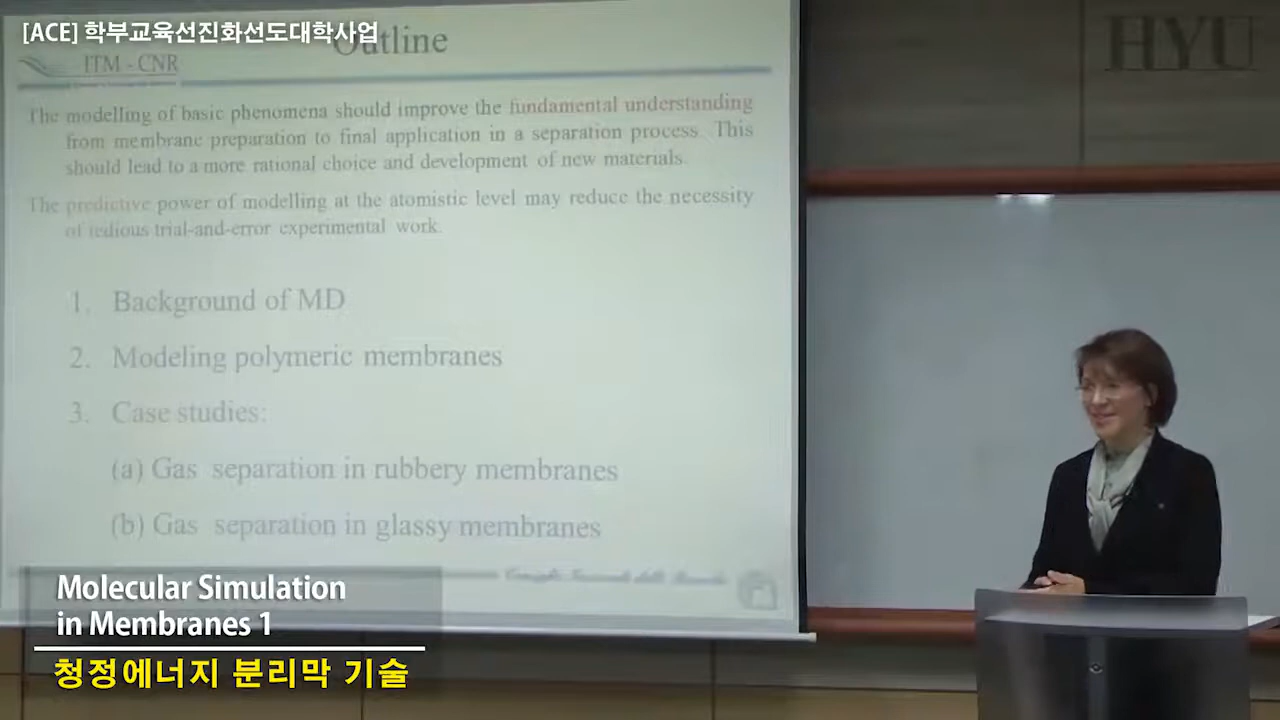 [ACE] 학부교육선진화선도대학사업
Outline
HYU
ITM - CNR
The modelling of basic phenomena should improve the fundamental understanding
from membrane preparation to final application in a separation process. This
should lead to a more rational choice and development of new materials.
The predictive power of modelling at the atomistic level may reduce the necessity
of tedious trial-and-error experimental work.
1. Background of MD
2. Modeling polymeric membranes
3. Case studies:
(a) Gas separation in rubbery membranes
(b) Gas separation in glassy membranes
Molecular Simulation
in Membranes 1
청정에너지 분리막 기술